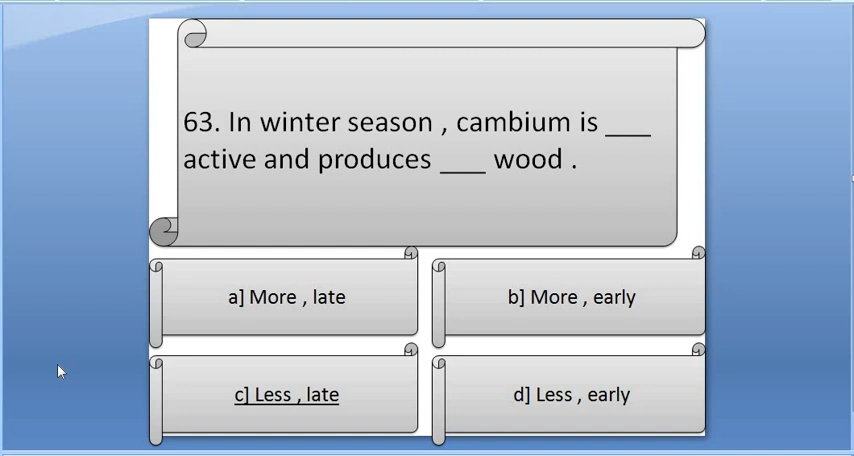 63. In winter season , cambium is ___
active and produces ___ wood .
a] More , late
b] More , early
c] Less , late
d] Less , early